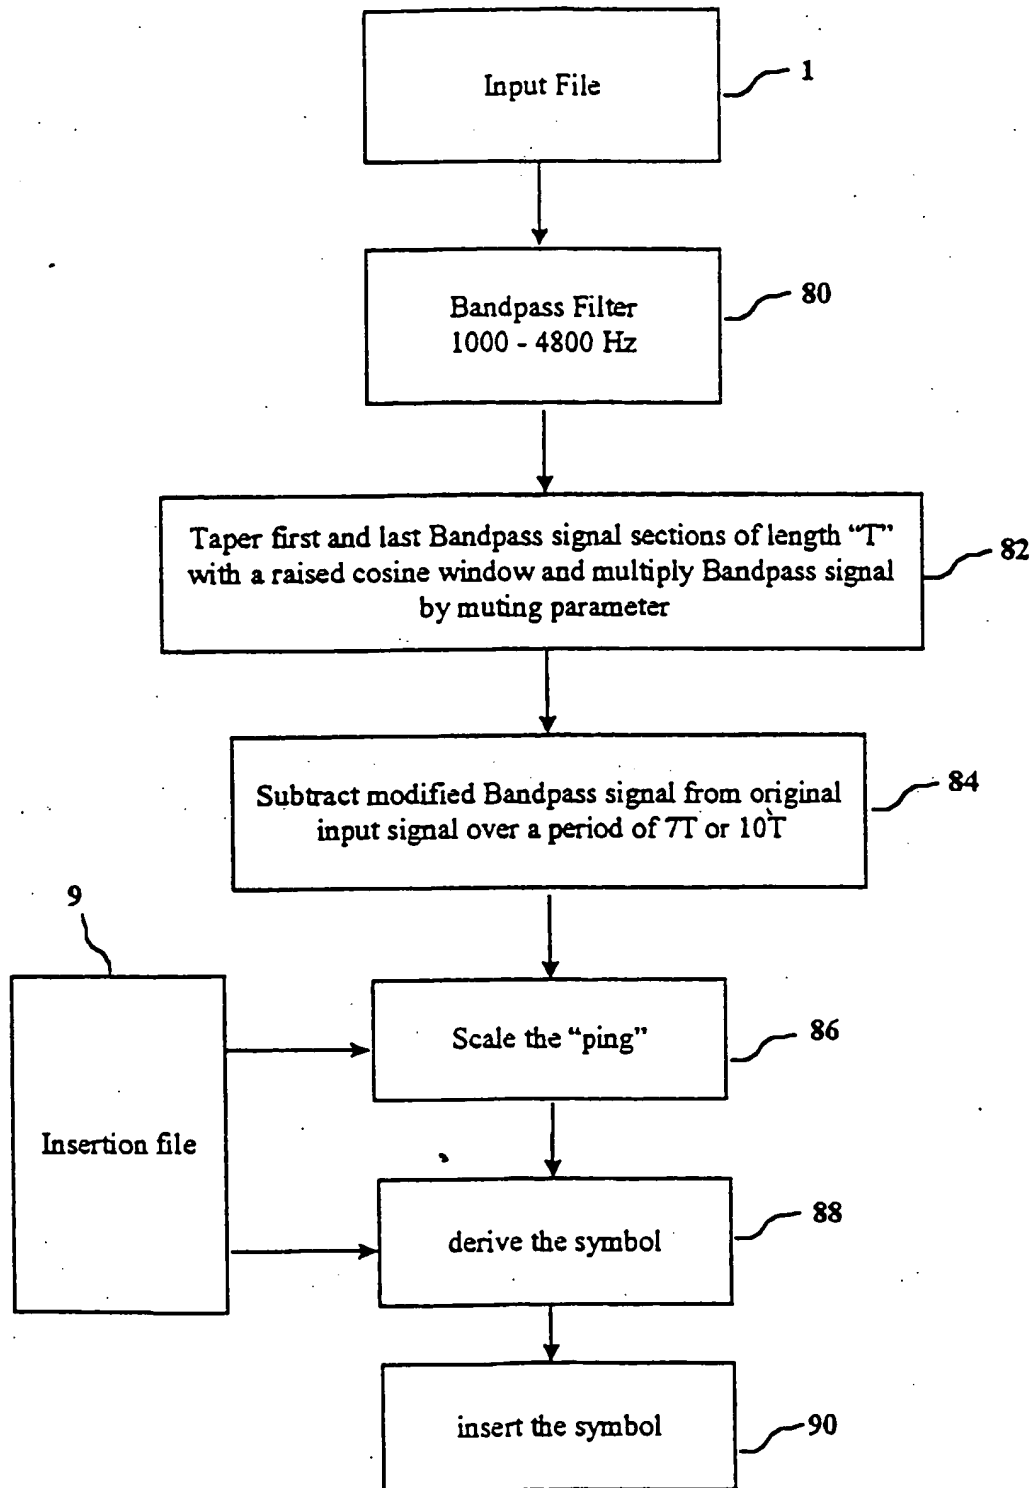 Input File
1
Bandpass Filter
1000 - 4800 Hz
80
Taper first and last Bandpass signal sections of length "T"
with a raised cosine window and multiply Bandpass signal
by muting parameter
82
Subtract modified Bandpass signal from original
input signal over a period of 7T or 10T
84
9
Insertion file
Scale the "ping"
86
derive the symbol
88
insert the symbol
90